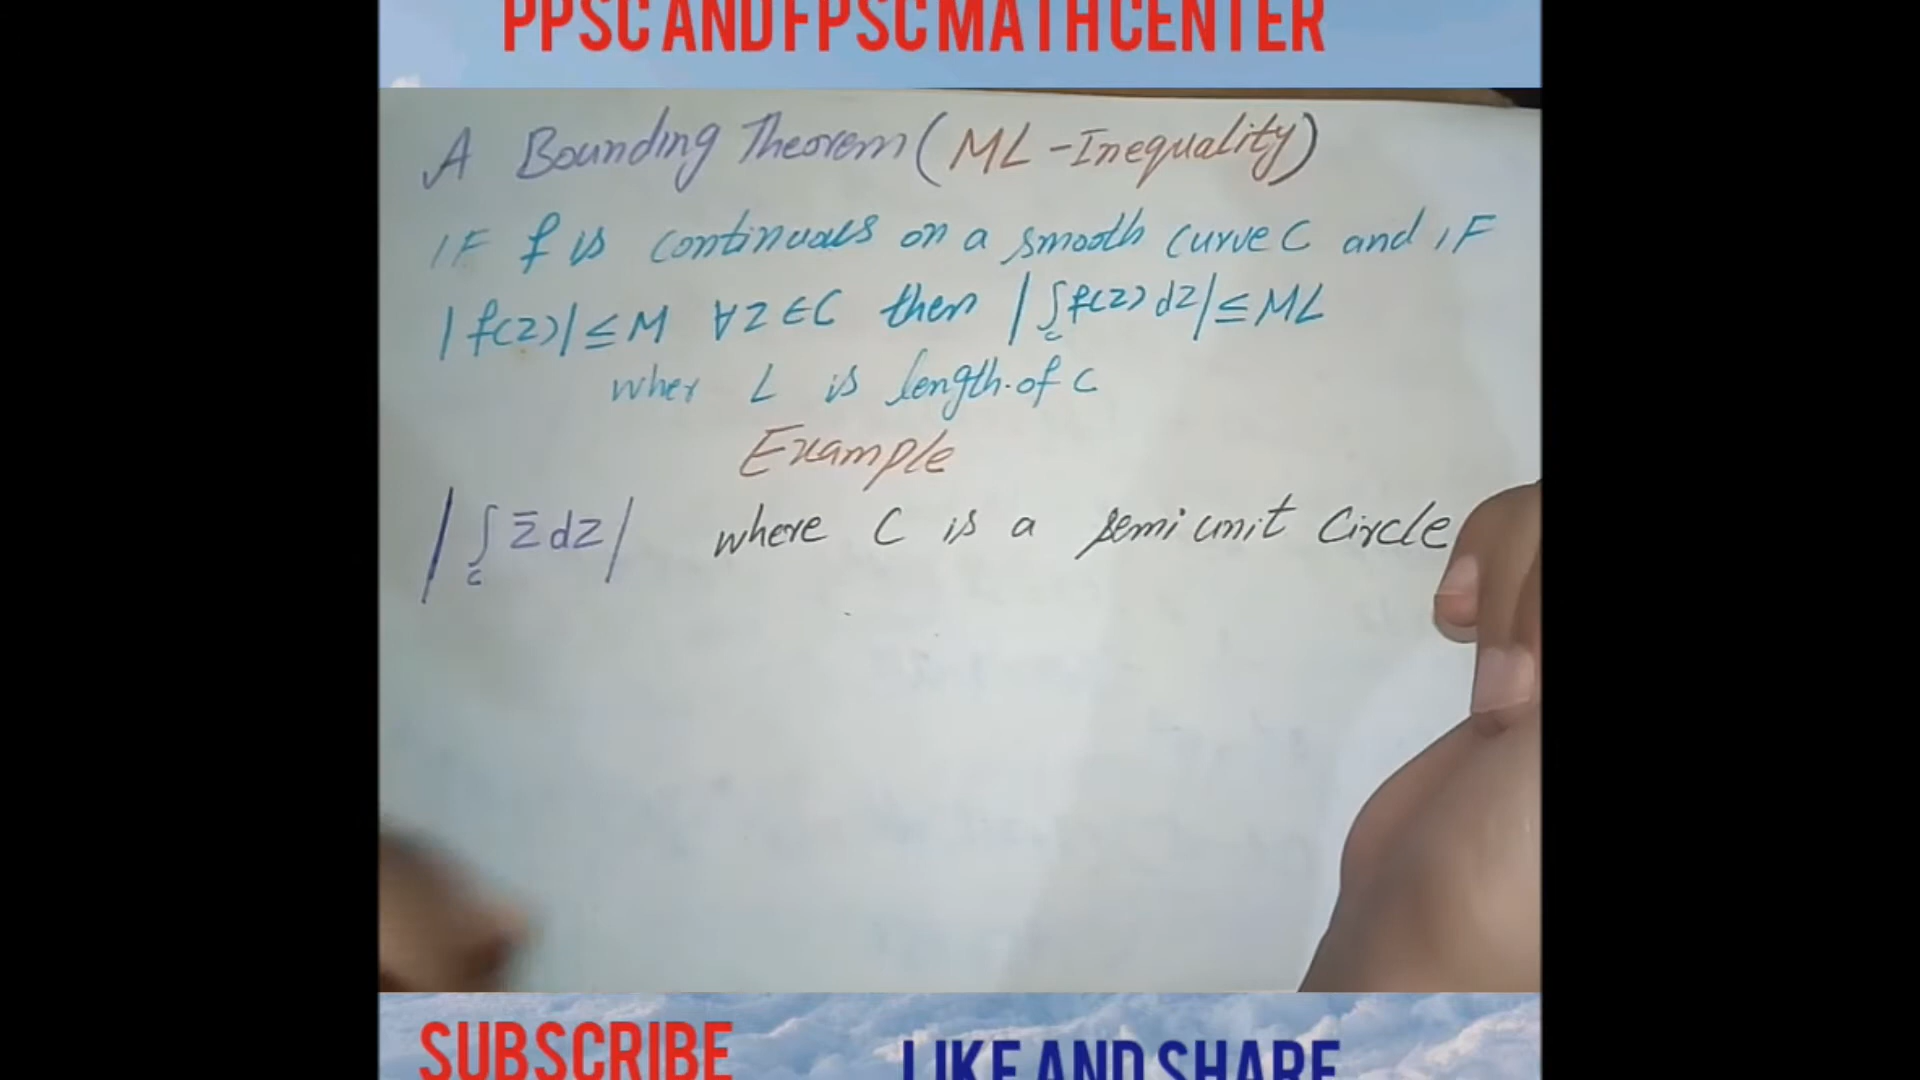 PPSC AND FPSC MATH CENTER
A Bounding Theorem (ML-Inequality)
IF f is continuous on a smooth curve C and IF
|f(z)| ≤ M ∀ z ∈ C then |∫c f(z) dz| ≤ ML
wher L is length of C
Example
|∫c z̄ dz| where C is a semi unit Circle
SUBSCRIBE
LIKE AND SHARE